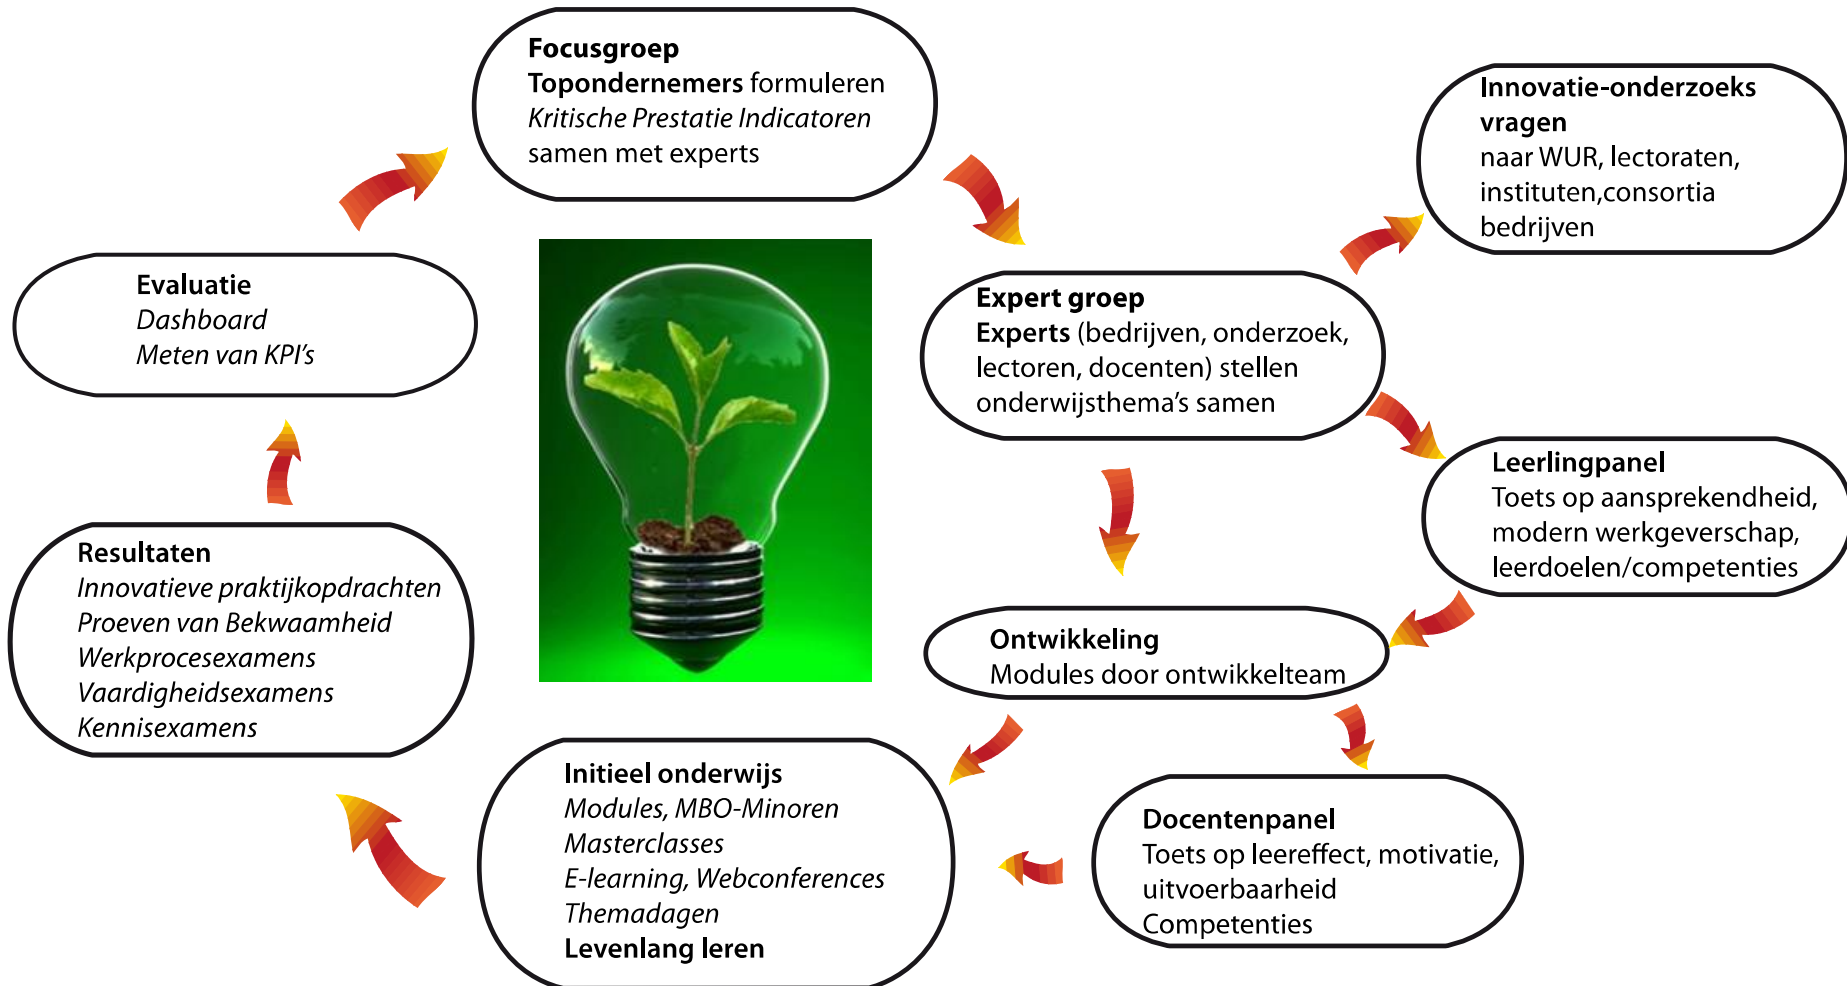 Focusgroep
Topondernemers formuleren
Kritische Prestatie Indicatoren
samen met experts
Innovatie-onderzoeks
vragen
naar WUR, lectoraten,
instituten,consortia
bedrijven
Expert groep
Experts (bedrijven, onderzoek,
lectoren, docenten) stellen
onderwijsthema's samen
Leerlingpanel
Toets op aansprekendheid,
modern werkgeverschap,
leerdoelen/competenties
Ontwikkeling
Modules door ontwikkelteam
Docentenpanel
Toets op leereffect, motivatie,
uitvoerbaarheid
Competenties
Initieel onderwijs
Modules, MBO-Minoren
Masterclasses
E-learning, Webconferences
Themadagen
Levenlang leren
Resultaten
Innovatieve praktijkopdrachten
Proeven van Bekwaamheid
Werkprocesexamens
Vaardigheidsexamens
Kennisexamens
Evaluatie
Dashboard
Meten van KPI's